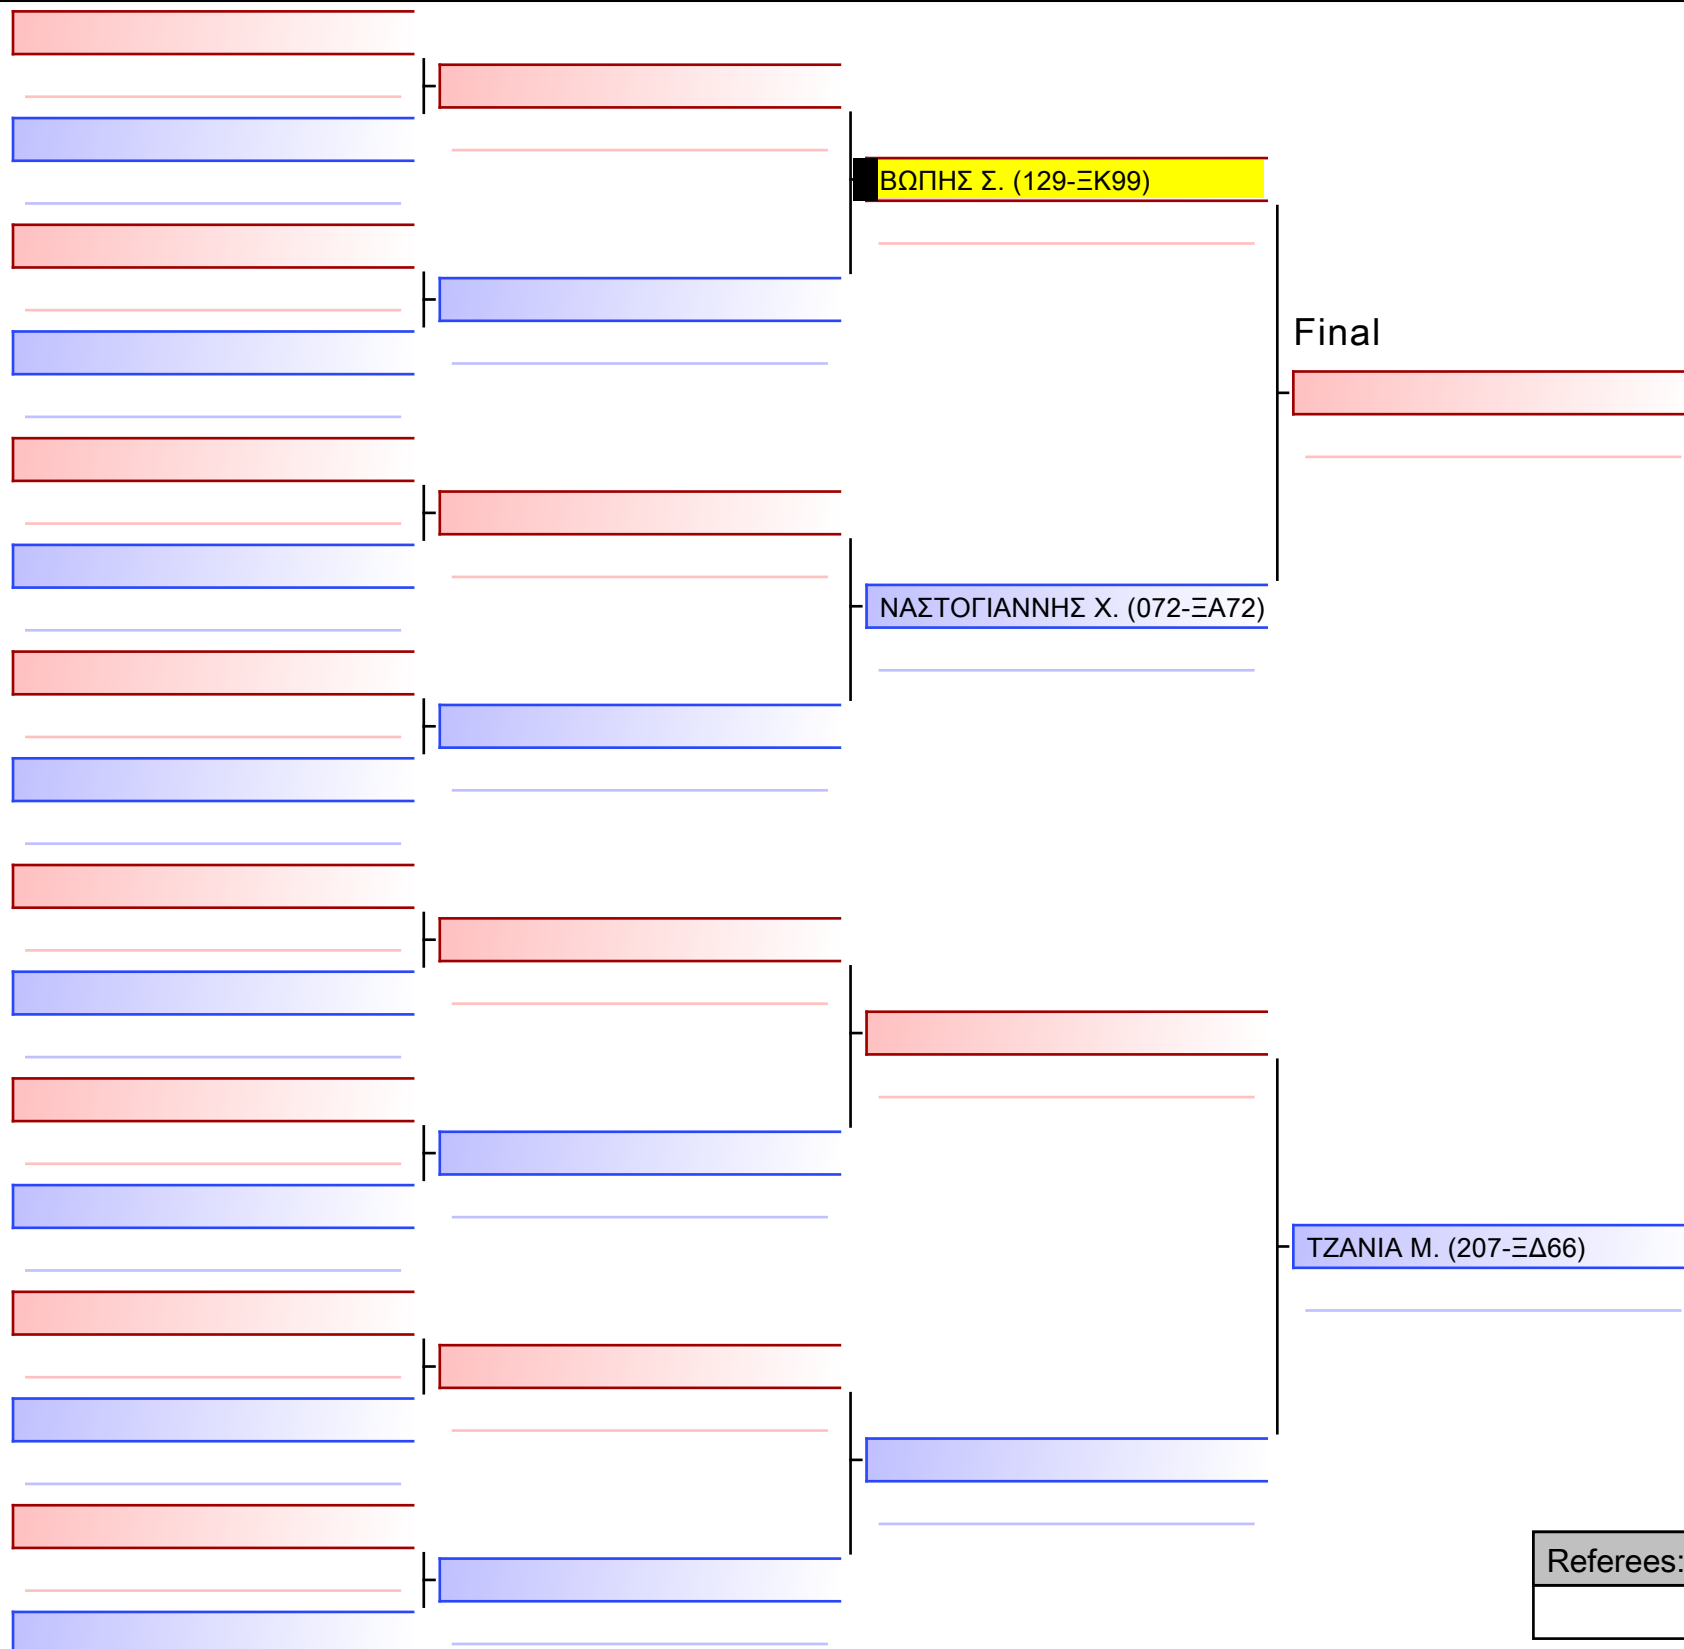 ΒΩΠΗΣ Σ. (129-ΞΚ99)
Final
ΝΑΣΤΟΓΙΑΝΝΗΣ Χ. (072-ΞΑ72)
ΤΖΑΝΙΑ Μ. (207-ΞΔ66)
Referees: